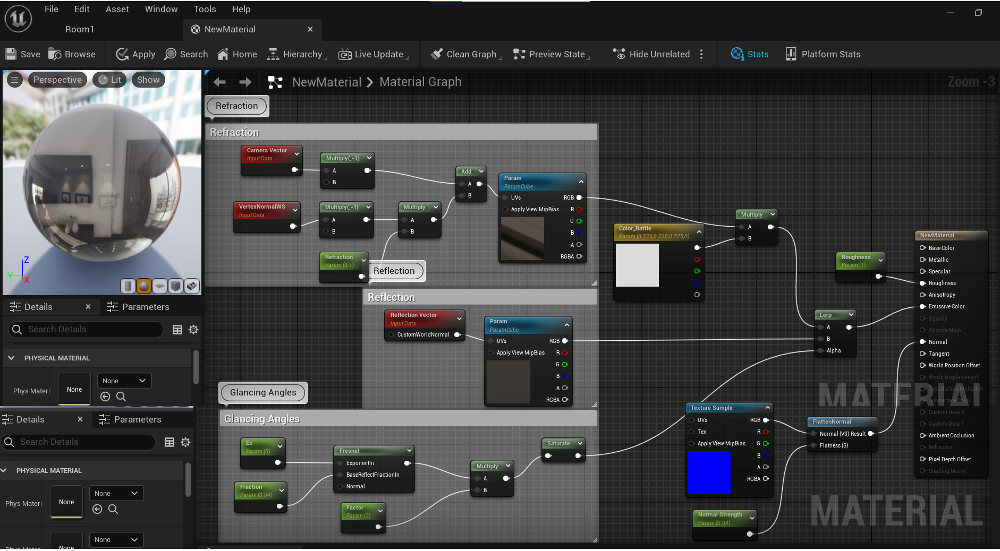 File Edit Asset Window Tools Help
Room1 NewMaterial
Save Browse Apply Search Home Hierarchy Live Update Clean Graph Preview State Hide Unrelated Stats Platform Stats
Perspective Lit Show
NewMaterial Material Graph
Zoom -3
Refraction
Refraction
Camera Vector
Input Data
Multiply(,-1)
A
B
VertexNormalWS
Input Data
Multiply(,-1)
A
B
Multiply
A
B
Add
A
B
Refraction
Param (0.1)
Param
ParamCube
UVs RGB
Apply View MipBias R
G
B
A
RGBA
Color_Battle
Param (0.725,0.725,0.725,0)
Multiply
A
B
Reflection
Reflection
Reflection Vector
Input Data
CustomWorldNormal
Param
ParamCube
UVs RGB
Apply View MipBias R
G
B
A
RGBA
Lerp
A
B
Alpha
Roughness
Param (1)
NewMaterial
Base Color
Metallic
Specular
Roughness
Anisotropy
Emissive Color
Opacity
Opacity Mask
Normal
Tangent
World Position Offset
World Displacement
Tessellation Multiplier
Subsurface Color
Custom Data 0
Custom Data 1
Ambient Occlusion
Refraction
Pixel Depth Offset
Shading Model
Glancing Angles
Glancing Angles
Ex
Param (5)
Fraction
Param (0.04)
Fresnel
ExponentIn
BaseReflectFractionIn
Normal
Factor
Param (3)
Multiply
A
B
Saturate
Texture Sample
UVs RGB
Tex R
Apply View MipBias G
B
A
RGBA
FlattenNormal
Normal (V3) Result
Flatness (S)
Normal Strength
Param (0.04)
MATERIAL
MATERIAL
Z
Y
X
Details Parameters
Search Details
PHYSICAL MATERIAL
Phys Materi None None
Details Parameters
Search Details
PHYSICAL MATERIAL
Phys Materi None None
Phys Materi None None